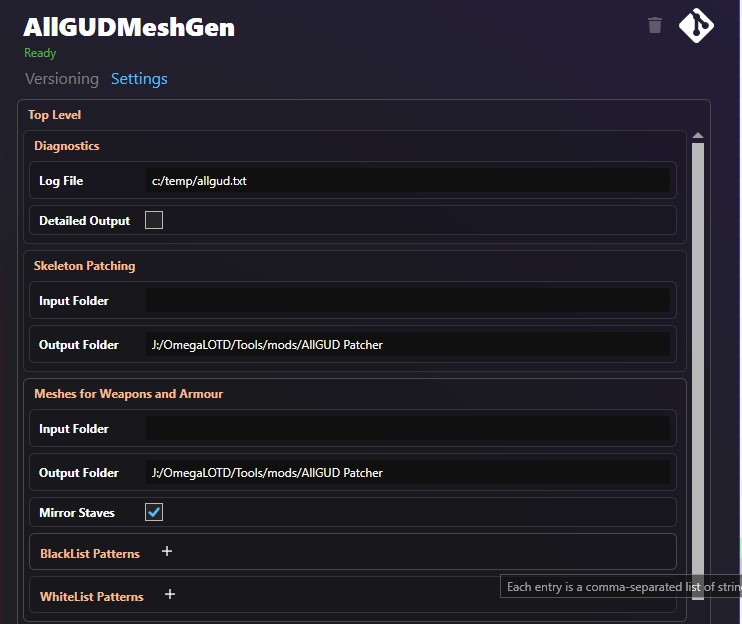 AllGUDMeshGen
Ready
Versioning Settings
Top Level
Diagnostics
Log File c:/temp/allgud.txt
Detailed Output
Skeleton Patching
Input Folder
Output Folder J:/OmegaLOTD/Tools/mods/AllGUD Patcher
Meshes for Weapons and Armour
Input Folder
Output Folder J:/OmegaLOTD/Tools/mods/AllGUD Patcher
Mirror Staves
BlackList Patterns +
WhiteList Patterns +
Each entry is a comma-separated list of strin